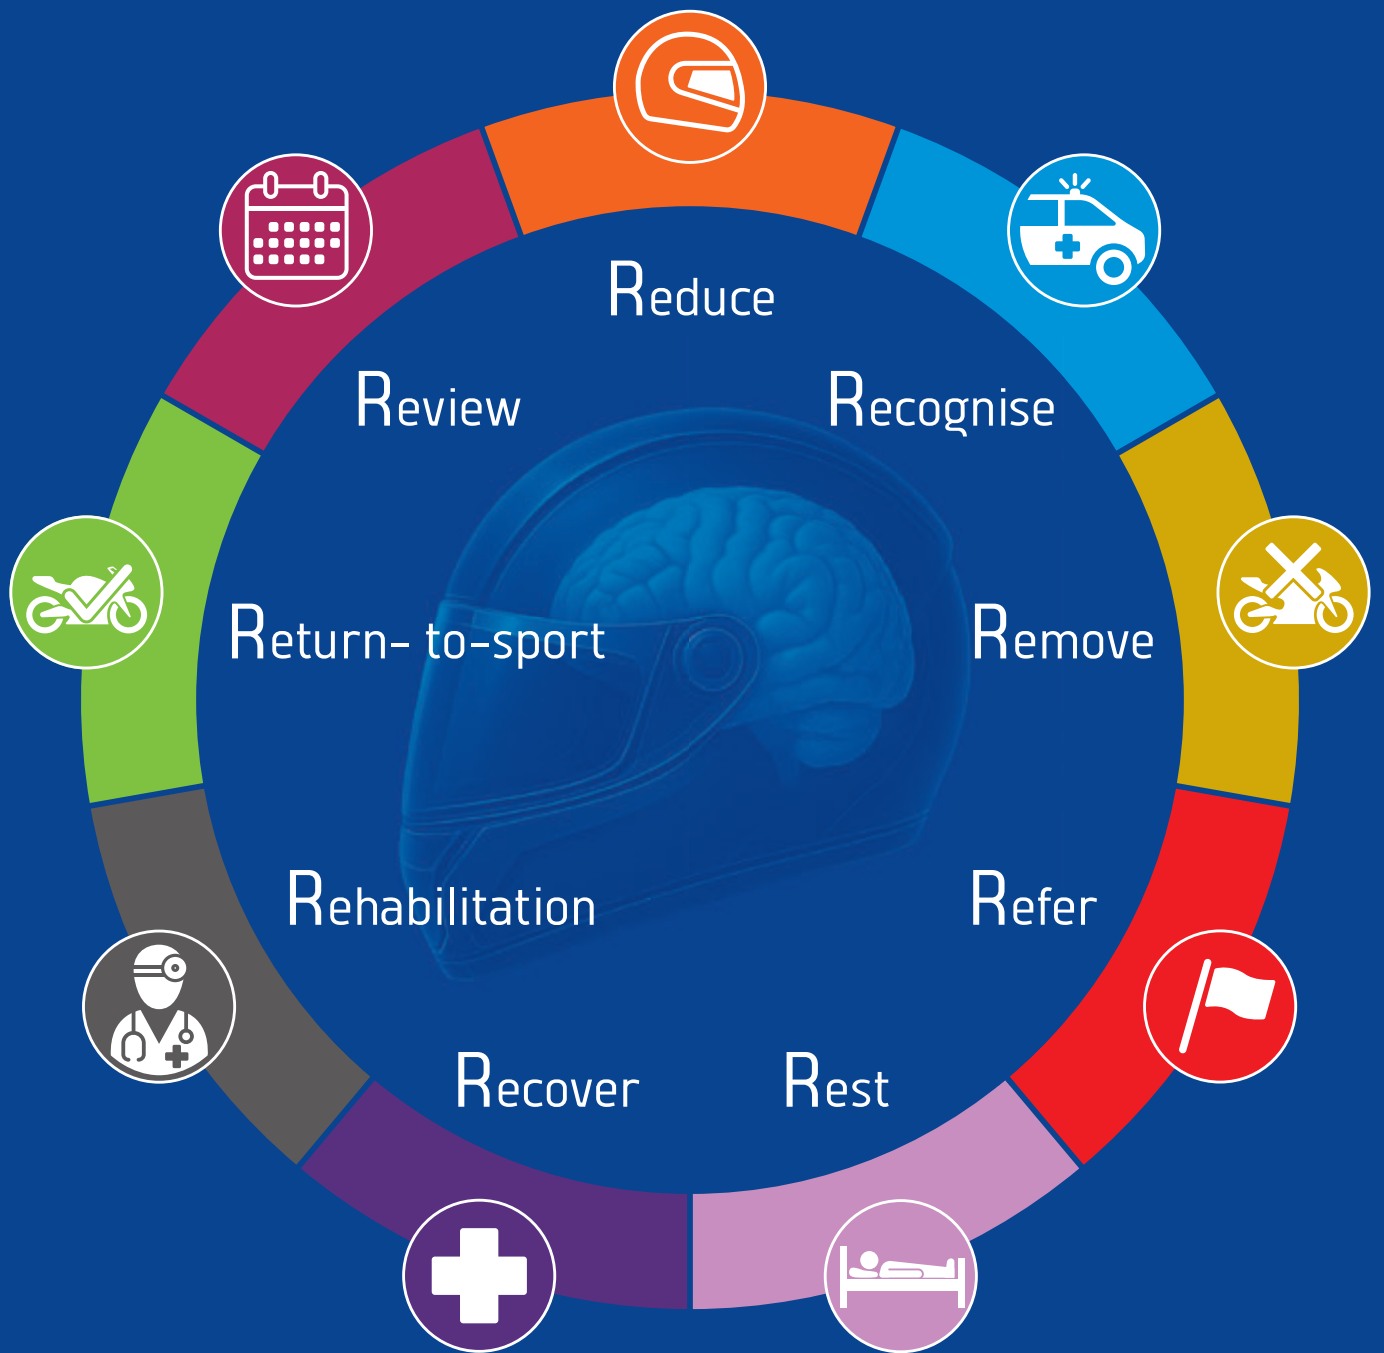 Reduce
Recognise
Remove
Refer
Rest
Recover
Rehabilitation
Return- to-sport
Review